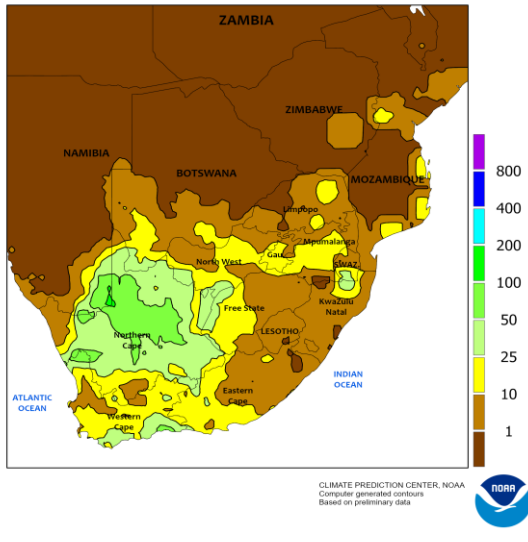 ZAMBIA
ZIMBABWE
NAMIBIA
BOTSWANA
MOZAMBIQUE
Limpopo
Mpumalanga
Gau
North West
SWAZ
KwaZulu
Natal
Free State
LESOTHO
Northern
Cape
Eastern
Cape
Western
Cape
ATLANTIC
OCEAN
INDIAN
OCEAN
800
400
200
100
50
25
10
1
CLIMATE PREDICTION CENTER, NOAA
Computer generated contours
Based on preliminary data
NOAA